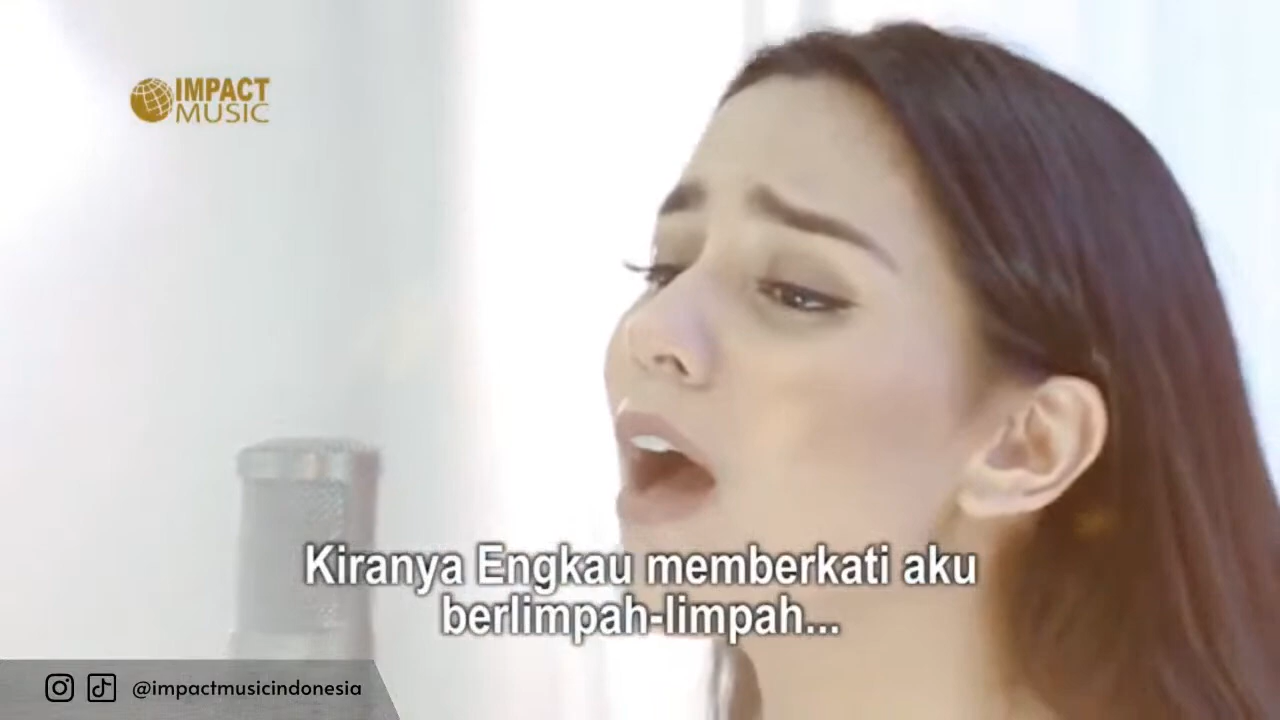 IMPACT
MUSIC
Kiranya Engkau memberkati aku
berlimpah-limpah...
@impactmusicindonesia